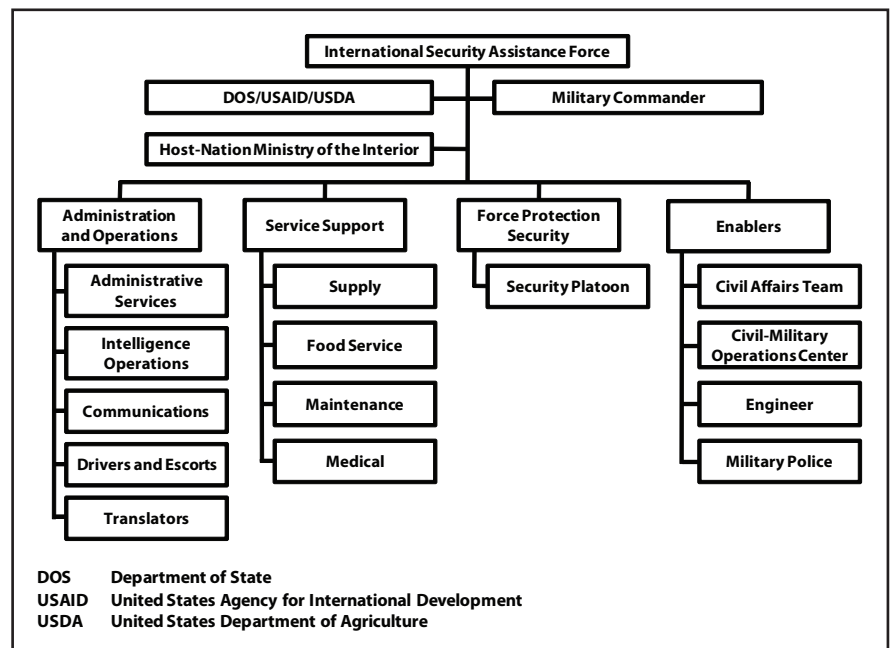 International Security Assistance Force
DOS/USAID/USDA
Military Commander
Host-Nation Ministry of the Interior
Administration
and Operations
Service Support
Force Protection
Security
Enablers
Administrative
Services
Intelligence
Operations
Communications
Drivers and Escorts
Translators
Supply
Food Service
Maintenance
Medical
Security Platoon
Civil Affairs Team
Civil-Military
Operations Center
Engineer
Military Police
DOS Department of State
USAID United States Agency for International Development
USDA United States Department of Agriculture